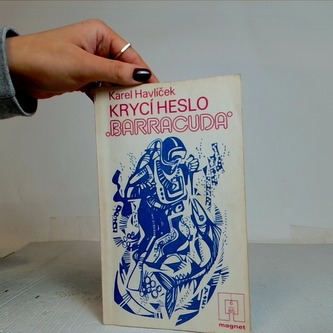 Karel Havlíček
KRYCÍ HESLO
„BARRACUDA“
magnet